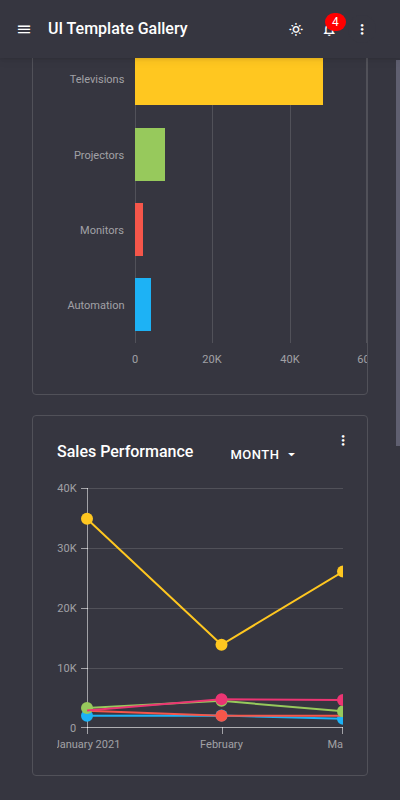 UI Template Gallery
4
Televisions
Projectors
Monitors
Automation
0 20K 40K 60
Sales Performance
MONTH
40K
30K
20K
10K
0
January 2021 February Ma